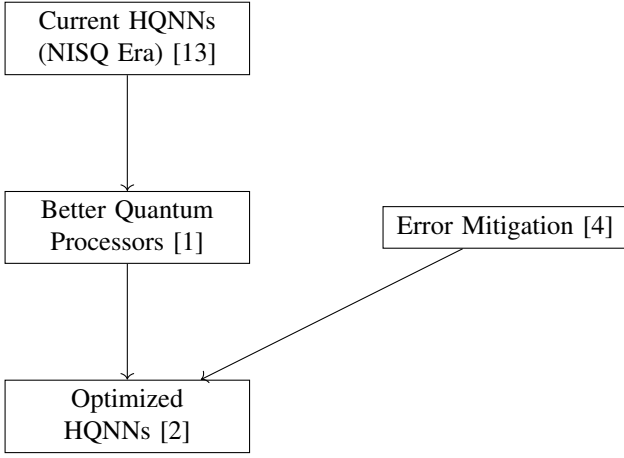 Current HQNNs
(NISQ Era) [13]
Better Quantum
Processors [1]
Error Mitigation [4]
Optimized
HQNNs [2]